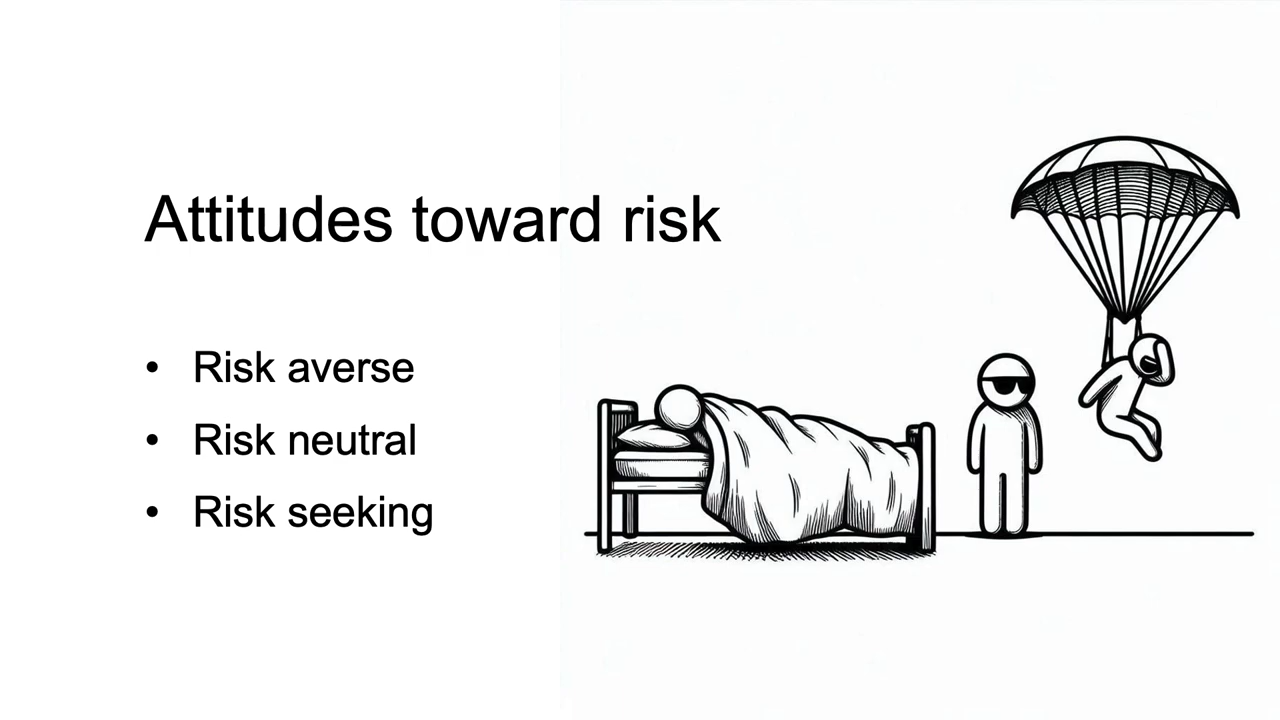 Attitudes toward risk
• Risk averse
• Risk neutral
• Risk seeking